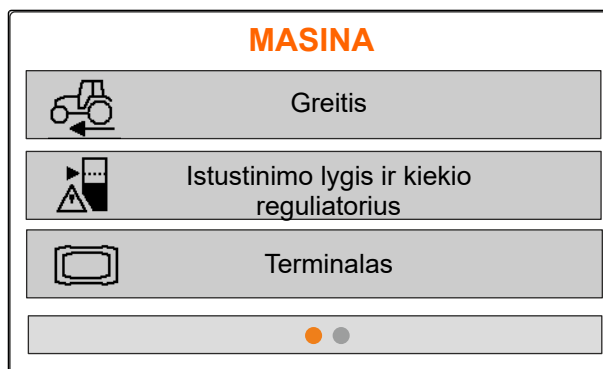 MASINA
Greitis
Istustinimo lygis ir kiekio
reguliatorius
Terminalas